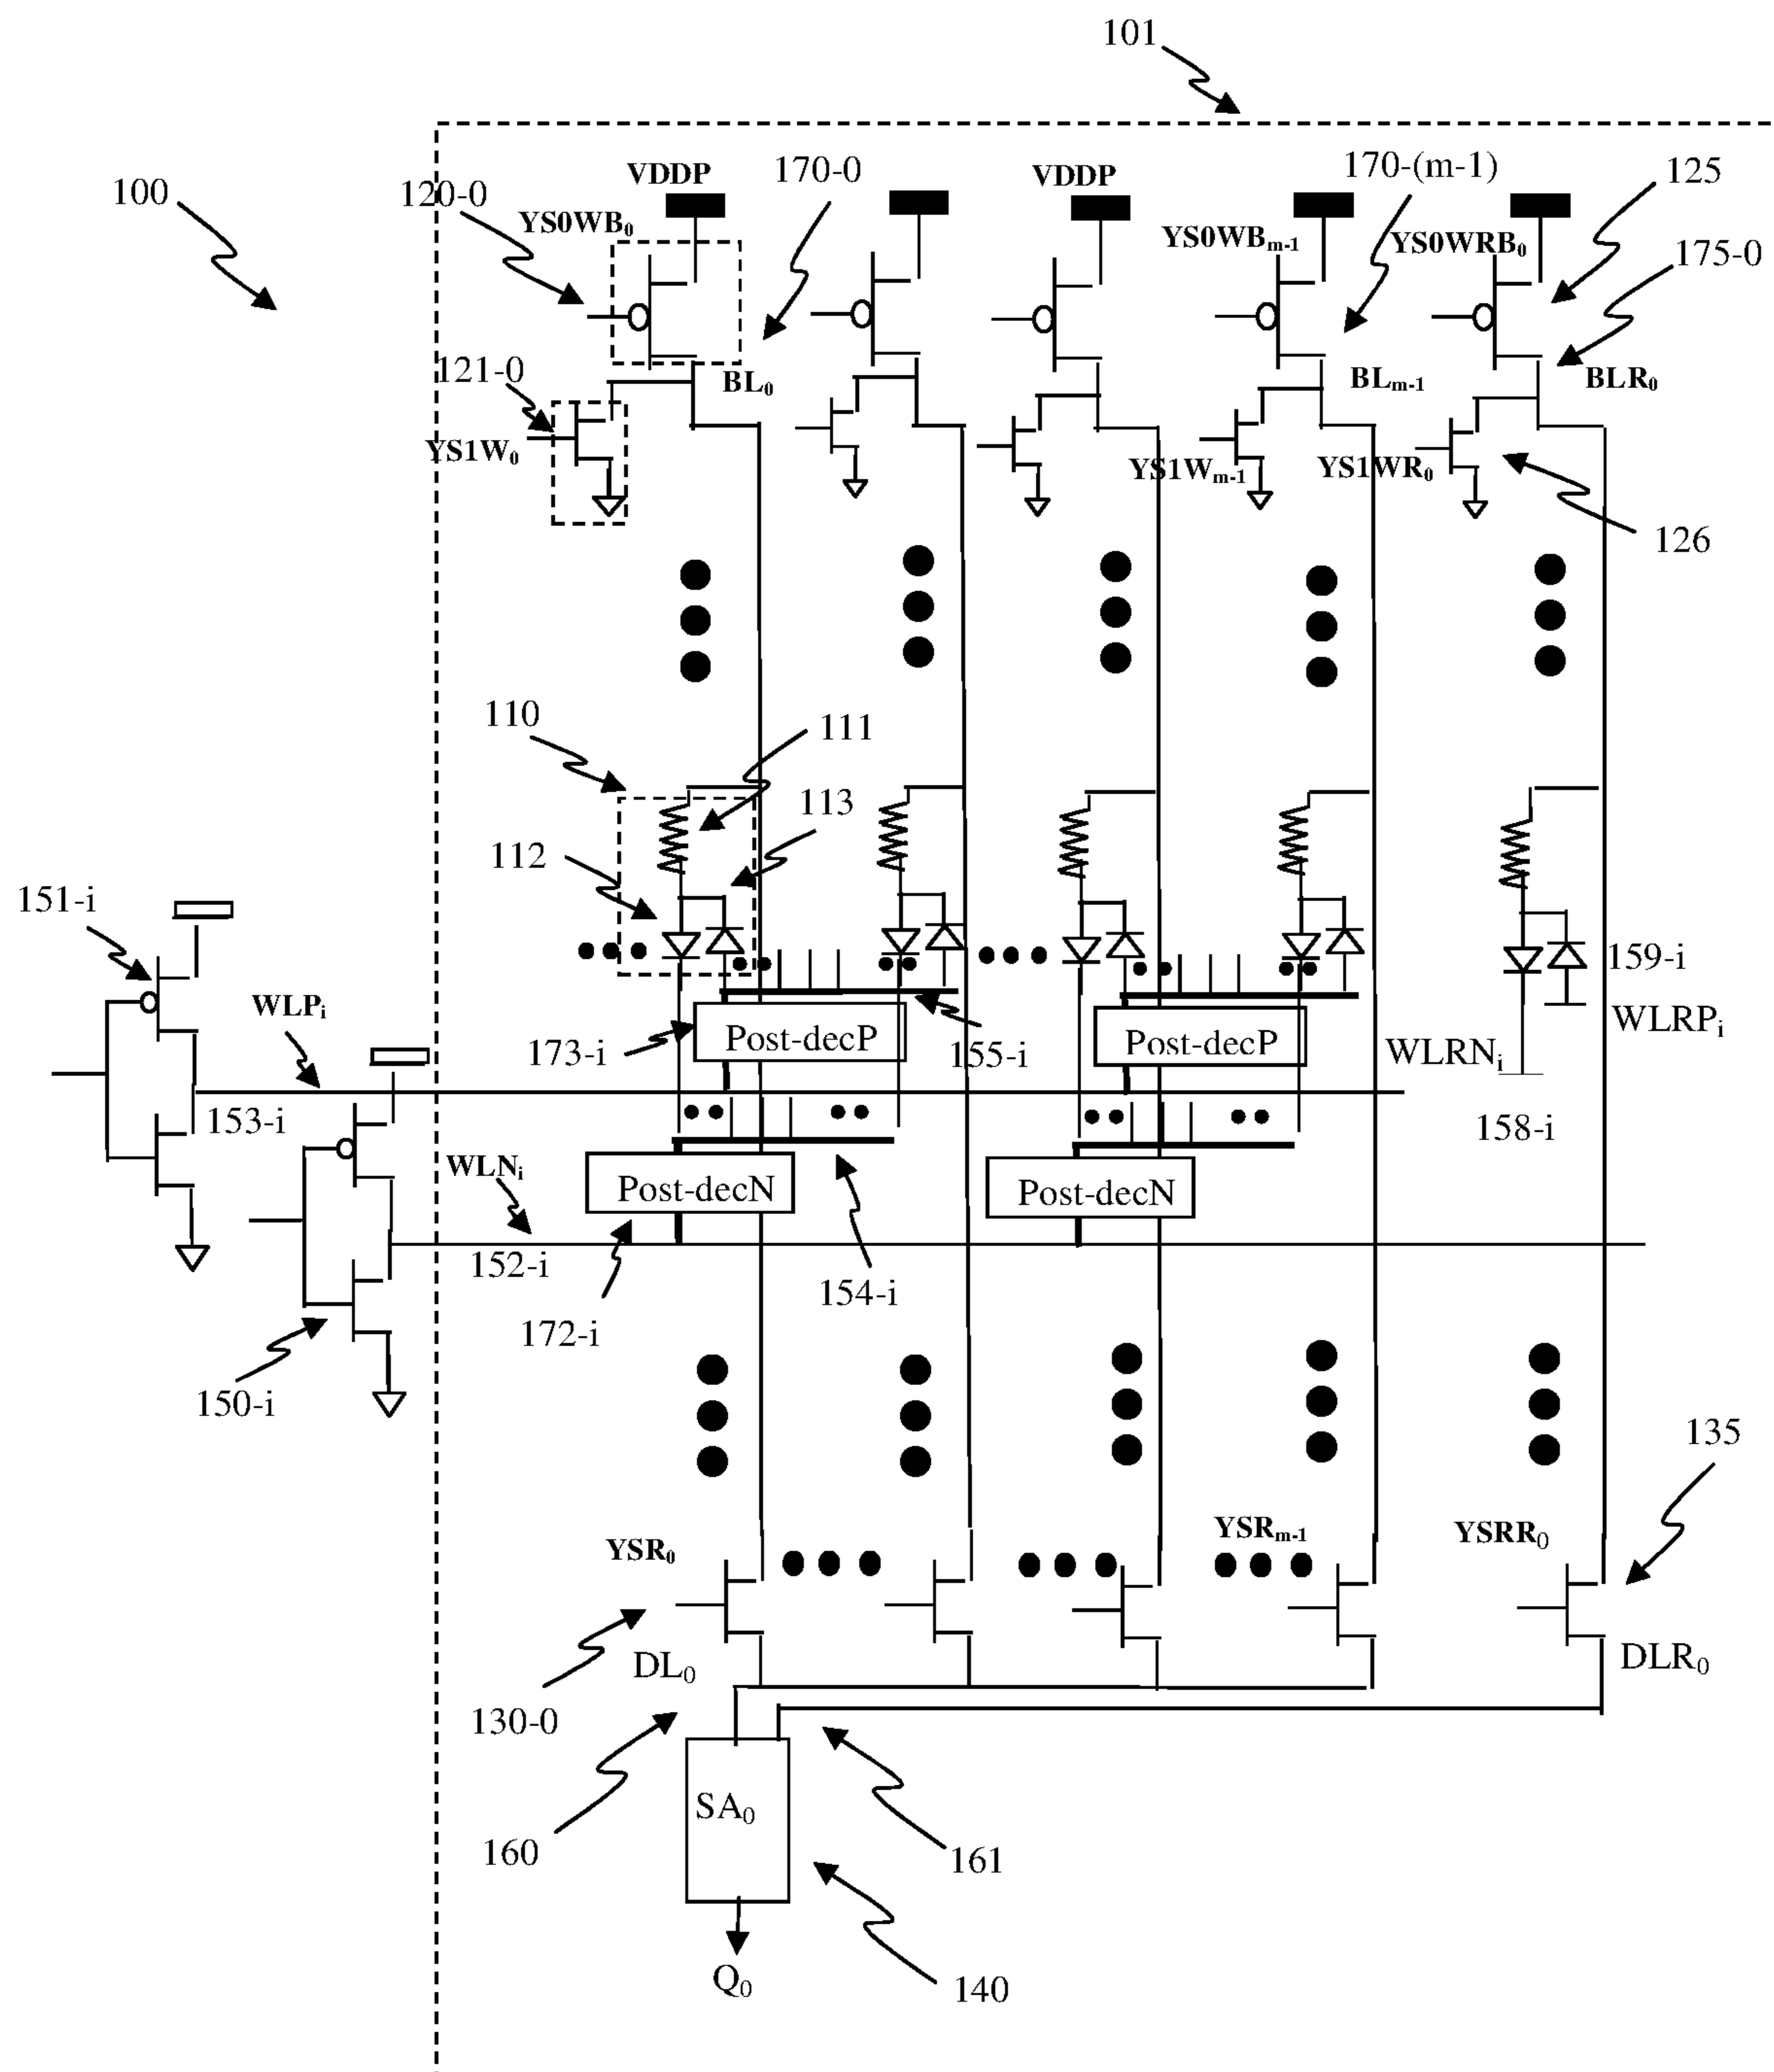 101
100
120-0
VDDP
170-0
VDDP
170-(m-1)
125
YS0WB0
YS0WBm-1
YS0WRB0
175-0
121-0
BL0
BLm-1
BLR0
YS1W0
YS1Wm-1
YS1WR0
126
110
111
113
112
151-i
159-i
WLPi
173-i
Post-decP
155-i
Post-decP
WLRNi
WLRPi
153-i
158-i
WLNi
Post-decN
Post-decN
152-i
172-i
154-i
150-i
135
YSR0
YSRm-1
YSRR0
DL0
DLR0
130-0
SA0
160
161
Q0
140